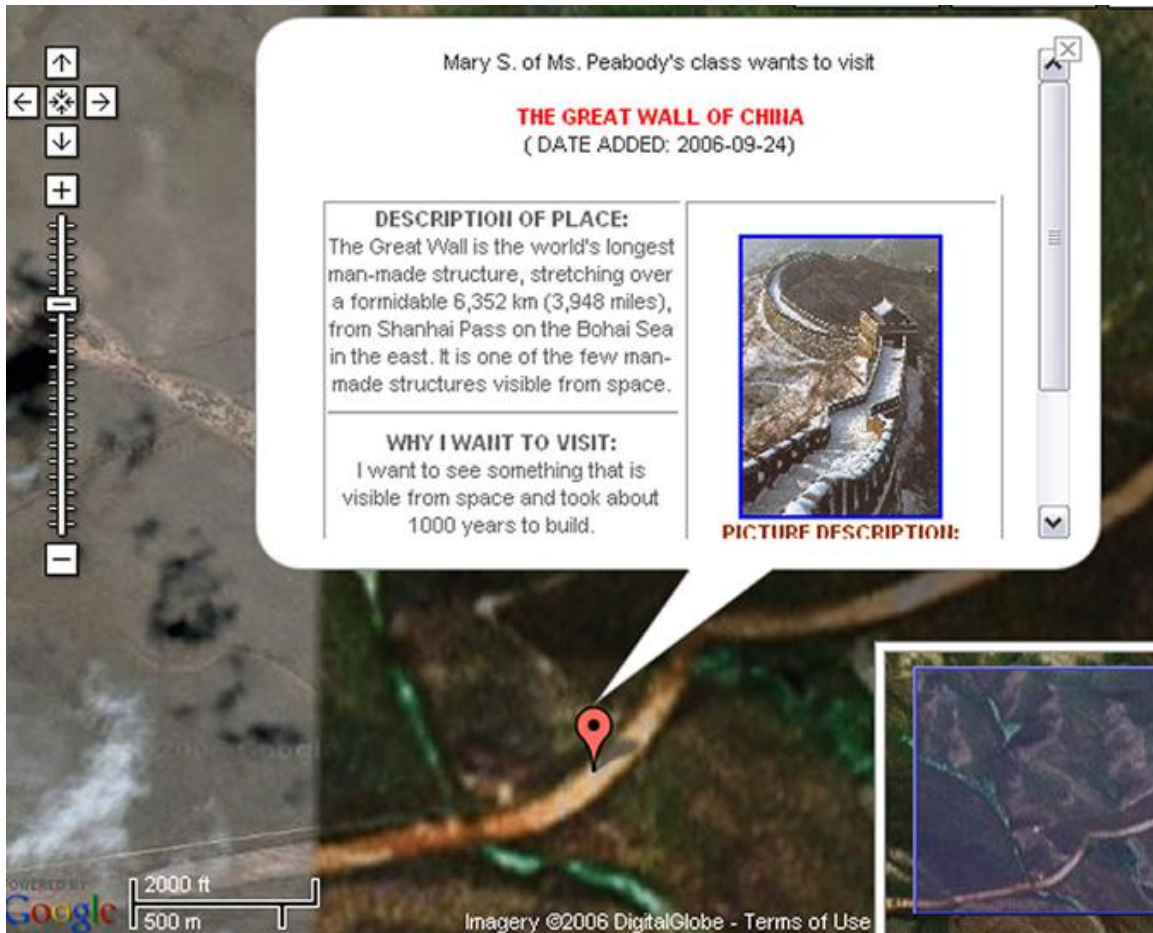 Mary S. of Ms. Peabody's class wants to visit
THE GREAT WALL OF CHINA
( DATE ADDED: 2006-09-24)
DESCRIPTION OF PLACE:
The Great Wall is the world's longest
man-made structure, stretching over
a formidable 6,352 km (3,948 miles),
from Shanhai Pass on the Bohai Sea
in the east. It is one of the few man-
made structures visible from space.
WHY I WANT TO VISIT:
I want to see something that is
visible from space and took about
1000 years to build.
PICTURE DESCRIPTION:
POWERED BY
Google
2000 ft
500 m
Imagery ©2006 DigitalGlobe - Terms of Use